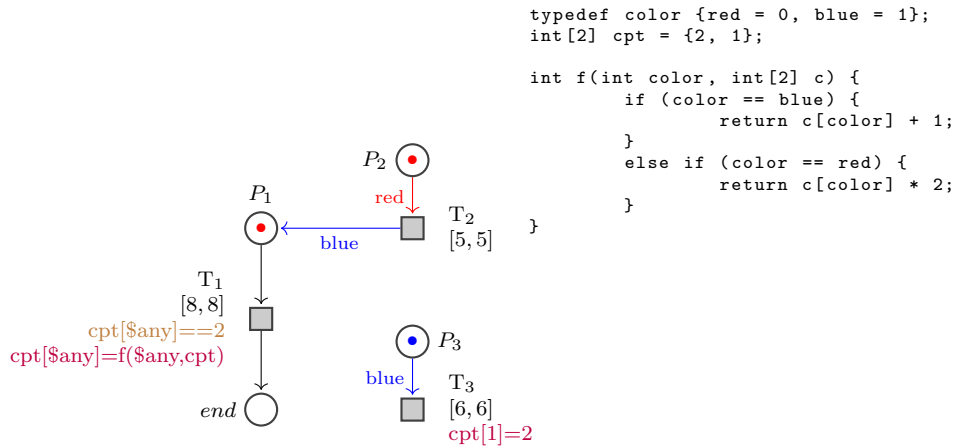 typedef color {red = 0, blue = 1};
int[2] cpt = {2, 1};
int f(int color, int[2] c) {
if (color == blue) {
return c[color] + 1;
}
else if (color == red) {
return c[color] * 2;
}
}
P2
red
T2
[5, 5]
P1
blue
T1
[8, 8]
cpt[$any]==2
cpt[$any]=f($any,cpt)
end
P3
blue
T3
[6, 6]
cpt[1]=2